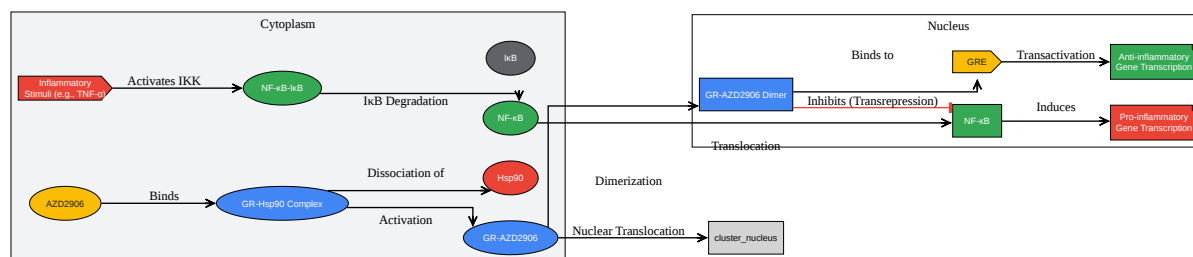 Cytoplasm
Nucleus
IκB
Binds to
GRE
Transactivation
Anti-inflammatory
Gene Transcription
Inflammatory
Stimuli (e.g., TNF-α)
Activates IKK
NF-κB-IκB
IκB Degradation
NF-κB
GR-AZD2906 Dimer
Inhibits (Transrepression)
NF-κB
Induces
Pro-inflammatory
Gene Transcription
Translocation
Dissociation of
Hsp90
Dimerization
AZD2906
Binds
GR-Hsp90 Complex
Activation
GR-AZD2906
Nuclear Translocation
cluster_nucleus